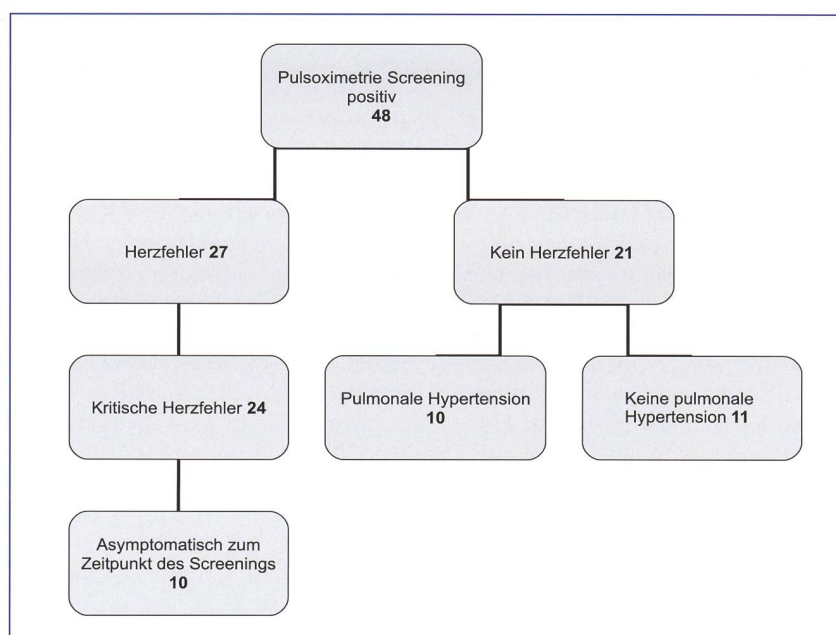 Pulsoximetrie Screening
positiv
48
Herzfehler 27
Kein Herzfehler 21
Kritische Herzfehler 24
Pulmonale Hypertension
10
Keine pulmonale
Hypertension 11
Asymptomatisch zum
Zeitpunkt des Screenings
10